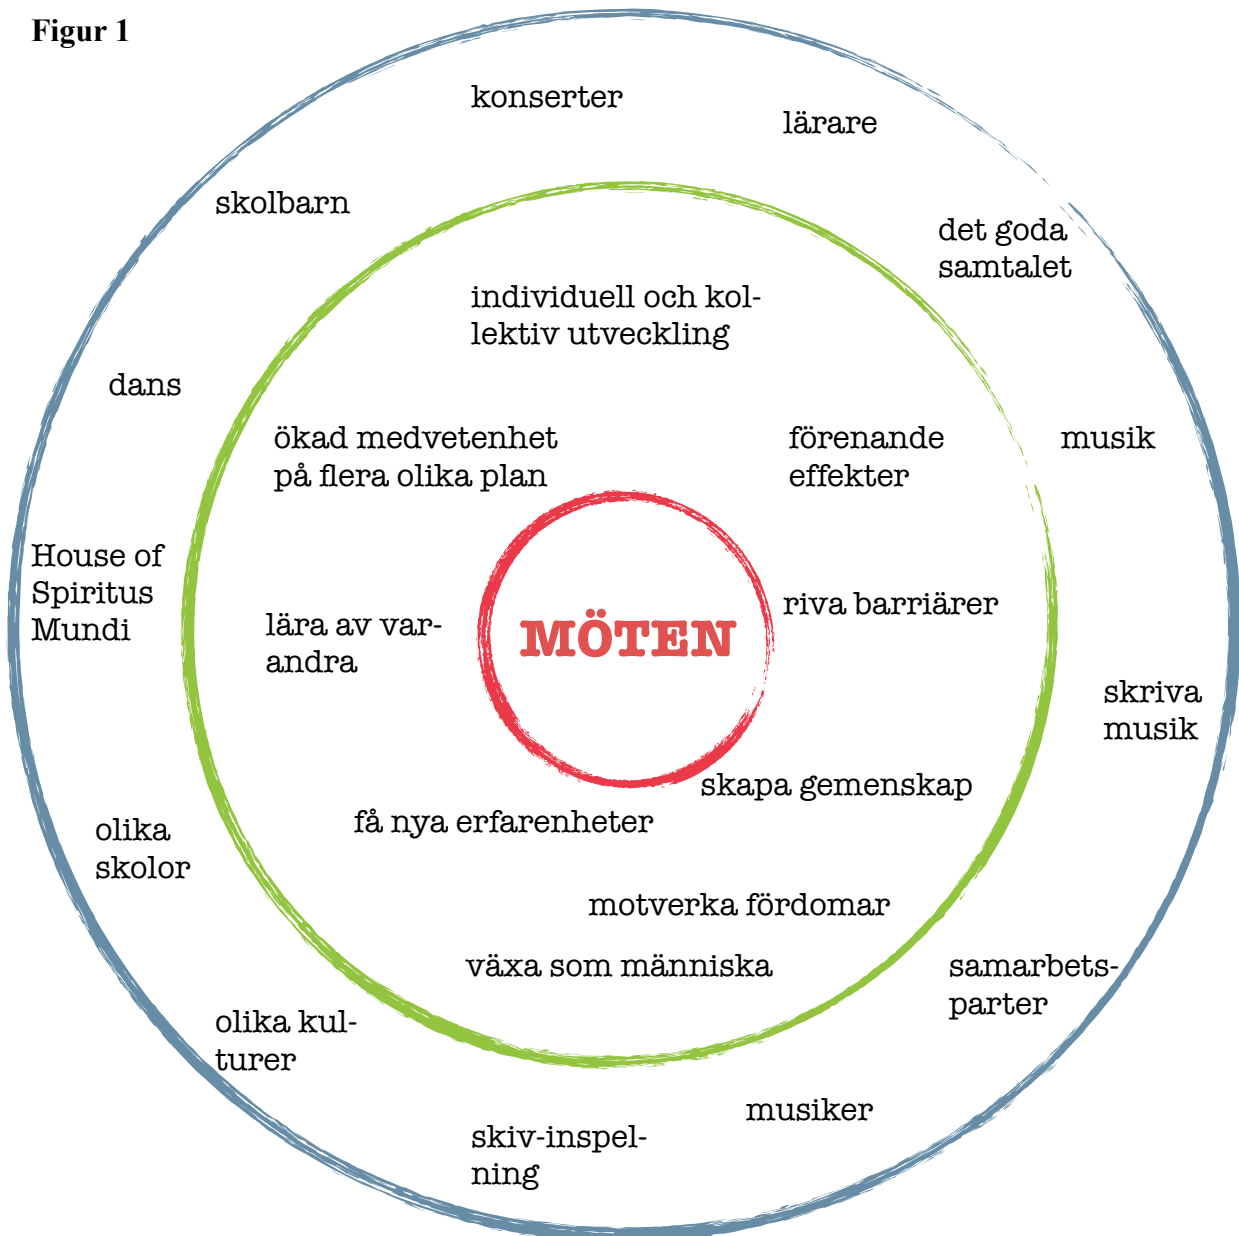 Figur 1
konserter
lärare
skolbarn
det goda
samtalet
individuell och kol-
lektiv utveckling
dans
ökad medvetenhet
på flera olika plan
förenande
effekter
musik
House of
Spiritus
Mundi
lära av var-
andra
MÖTEN
riva barriärer
skriva
musik
skapa gemenskap
få nya erfarenheter
olika
skolor
motverka fördomar
växa som människa
samarbets-
parter
olika kul-
turer
musiker
skiv-inspel-
ning